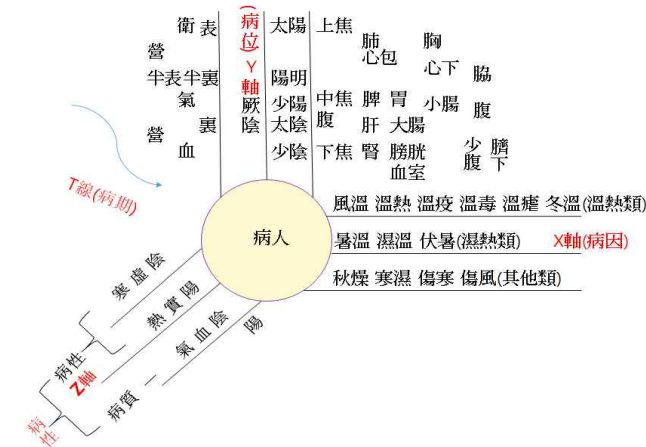 衛 表
營
半表半裏
氣
營 裏
血
(病位) Y軸
厥陰
太陽
陽明
少陽
太陰
少陰
上焦
中焦
腹
下焦
肺
心包
脾 胃
肝 大腸
腎 膀胱
血室
胸
心下
小腸
脇
腹
少腹
臍下
T線(病期)
病人
風溫 溫熱 溫疫 溫毒 溫瘧 冬溫(溫熱類)
暑溫 濕溫 伏暑(濕熱類)
X軸(病因)
秋燥 寒濕 傷寒 傷風(其他類)
寒 虛 陰
熱 實 陽
氣 血 陰
陽
病性
Z軸
病質
病性